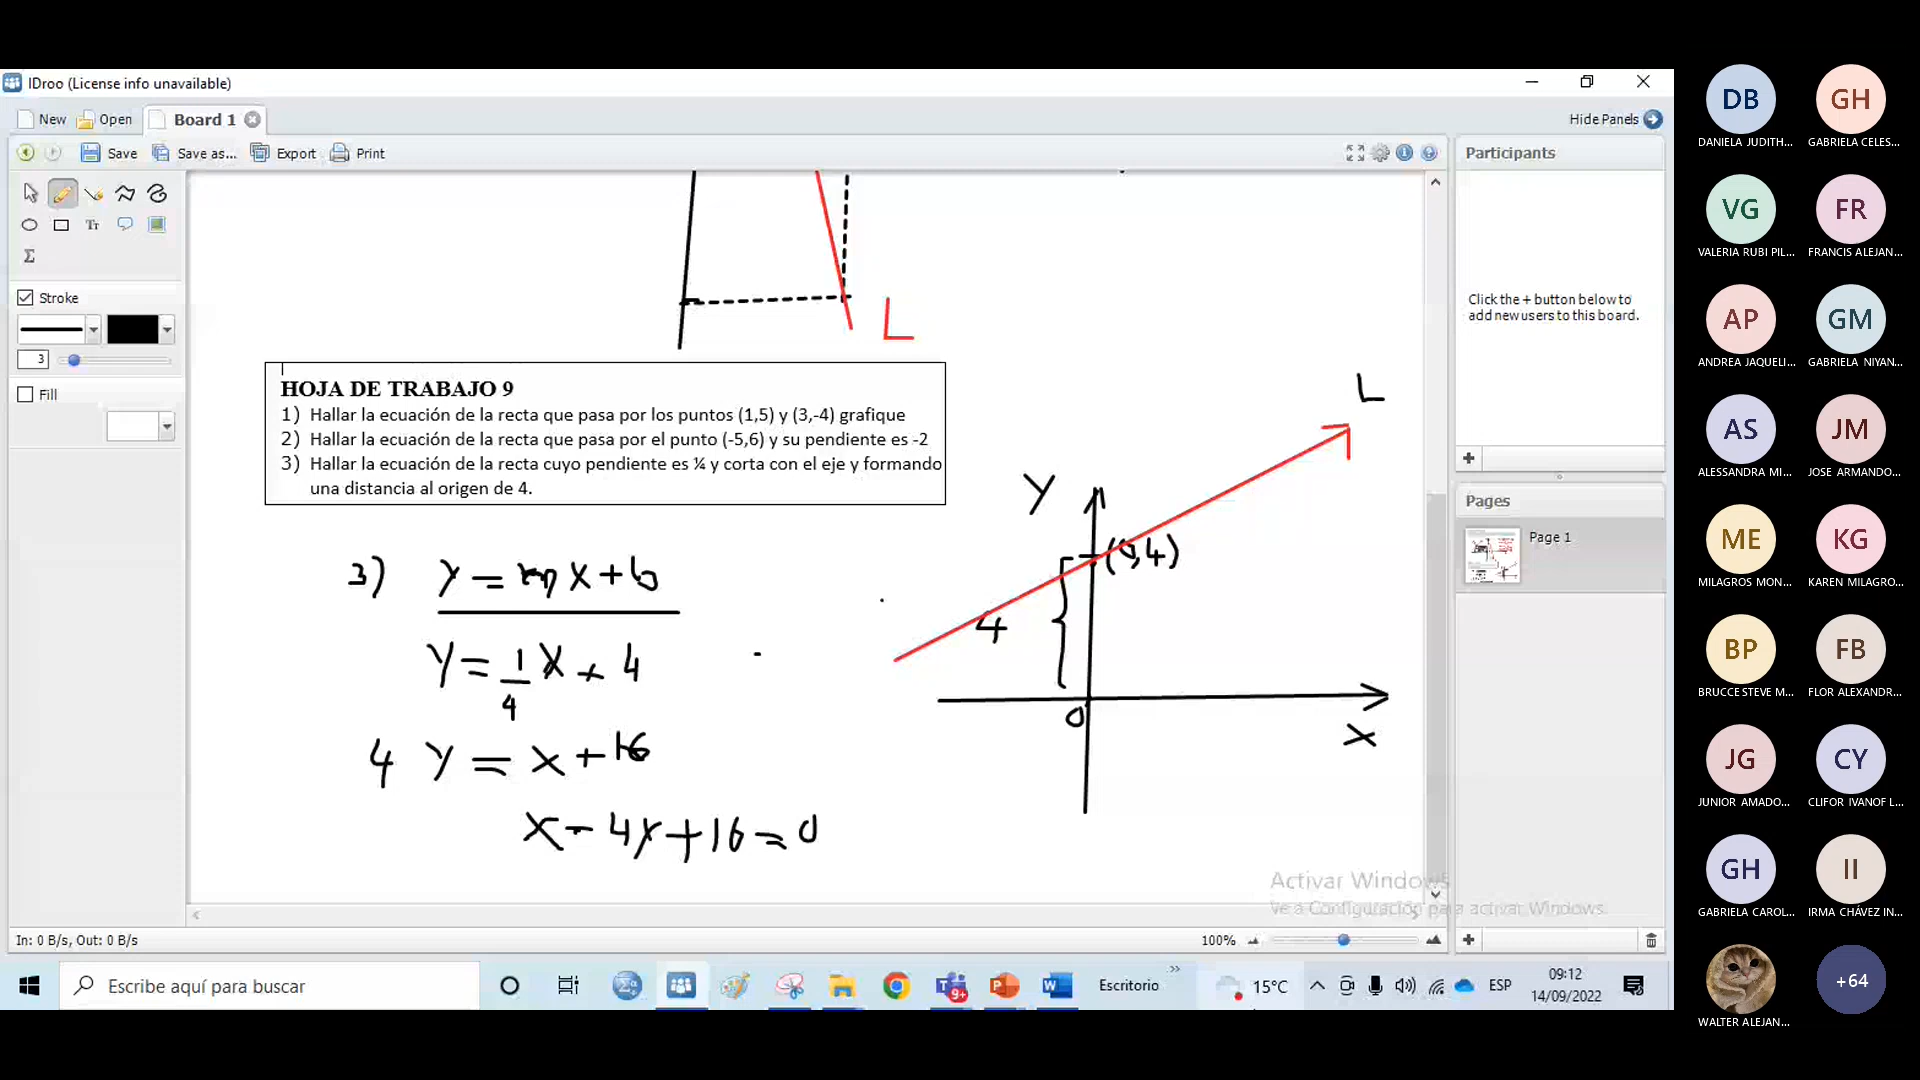 IDroo (License info unavailable)
New Open Board 1 Hide Panels
Save Save as... Export Print
Participants
Tr
Σ
Stroke
3
Fill
Click the + button below to
add new users to this board.
L
HOJA DE TRABAJO 9
1) Hallar la ecuación de la recta que pasa por los puntos (1,5) y (3,-4) grafique
2) Hallar la ecuación de la recta que pasa por el punto (-5,6) y su pendiente es -2
3) Hallar la ecuación de la recta cuyo pendiente es ¼ y corta con el eje y formando
una distancia al origen de 4.
3) y = mx + b
y = 1/4 x + 4
4 y = x + 16
x - 4y + 16 = 0
L
Y
(0,4)
4
0
X
Pages
Page 1
Activar Windows
Ve a Configuración para activar Windows.
In: 0 B/s, Out: 0 B/s
100%
Escribe aquí para buscar
9+
Escritorio
15°C
ESP
09:12
14/09/2022
DB GH
DANIELA JUDITH... GABRIELA CELES...
VG FR
VALERIA RUBI PIL... FRANCIS ALEJAN...
AP GM
ANDREA JAQUELI... GABRIELA NIYAN...
AS JM
ALESSANDRA MI... JOSE ARMANDO...
ME KG
MILAGROS MON... KAREN MILAGRO...
BP FB
BRUCCE STEVE M... FLOR ALEXANDR...
JG CY
JUNIOR AMADO... CLIFOR IVANOF L...
GH II
GABRIELA CAROL... IRMA CHÁVEZ IN...
+64
WALTER ALEJAN...